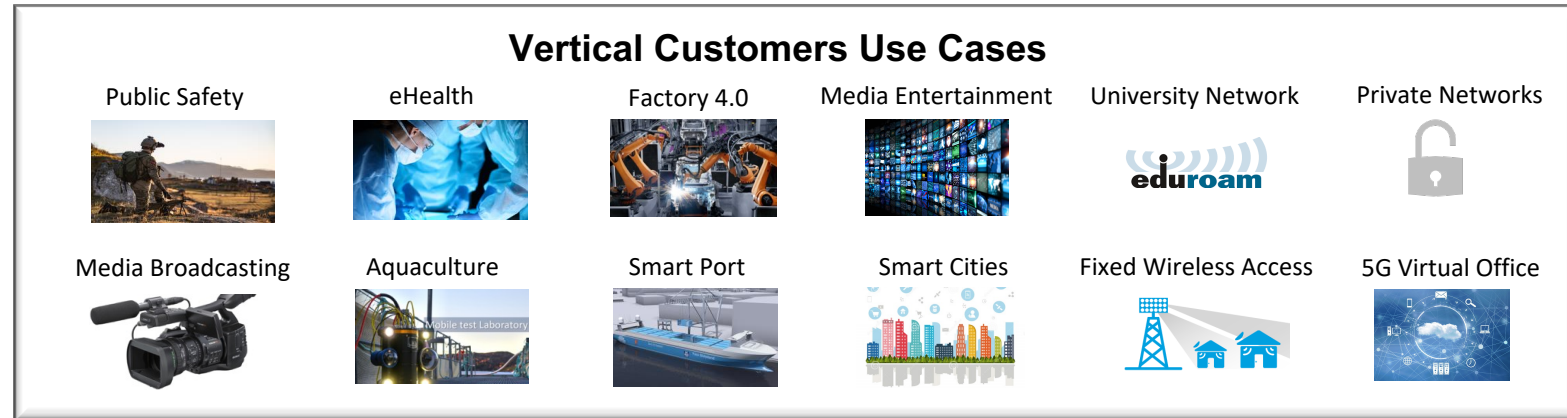 Vertical Customers Use Cases
Public Safety
eHealth
Factory 4.0
Media Entertainment
University Network
Private Networks
eduroam
Media Broadcasting
Aquaculture
Smart Port
Smart Cities
Fixed Wireless Access
5G Virtual Office
Mobile test Laboratory